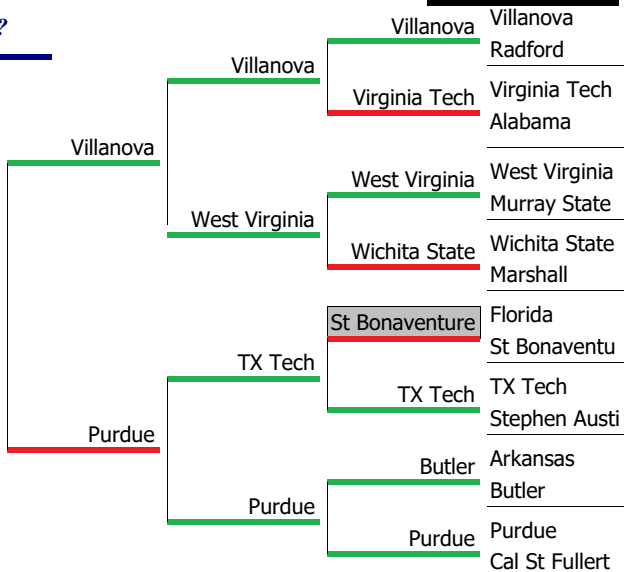 ?
Villanova
Villanova
Radford
Villanova
Virginia Tech
Virginia Tech
Alabama
Villanova
West Virginia
West Virginia
Murray State
West Virginia
Wichita State
Wichita State
Marshall
St Bonaventure
Florida
St Bonaventu
TX Tech
TX Tech
TX Tech
Stephen Austi
Purdue
Butler
Arkansas
Butler
Purdue
Purdue
Purdue
Cal St Fullert